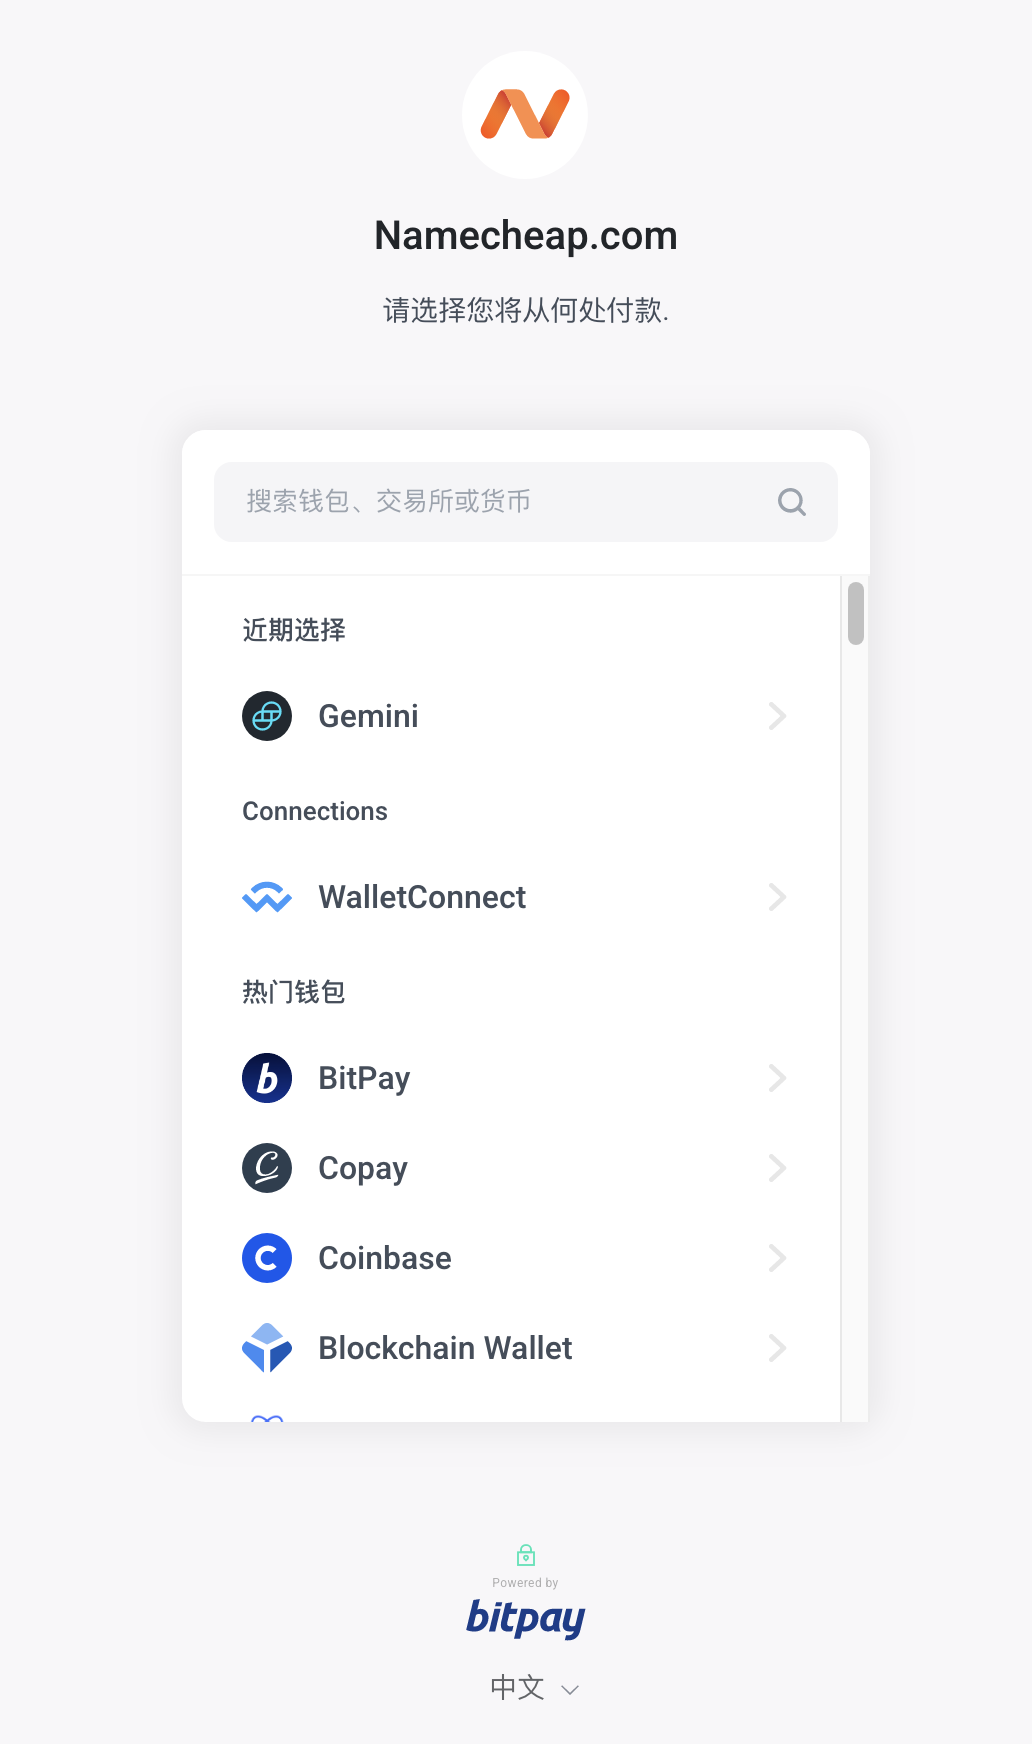 Namecheap.com
请选择您将从何处付款.
搜索钱包、交易所或货币
近期选择
Gemini
Connections
WalletConnect
热门钱包
b
BitPay
C
Copay
C
Coinbase
Blockchain Wallet
Powered by
bitpay
中文